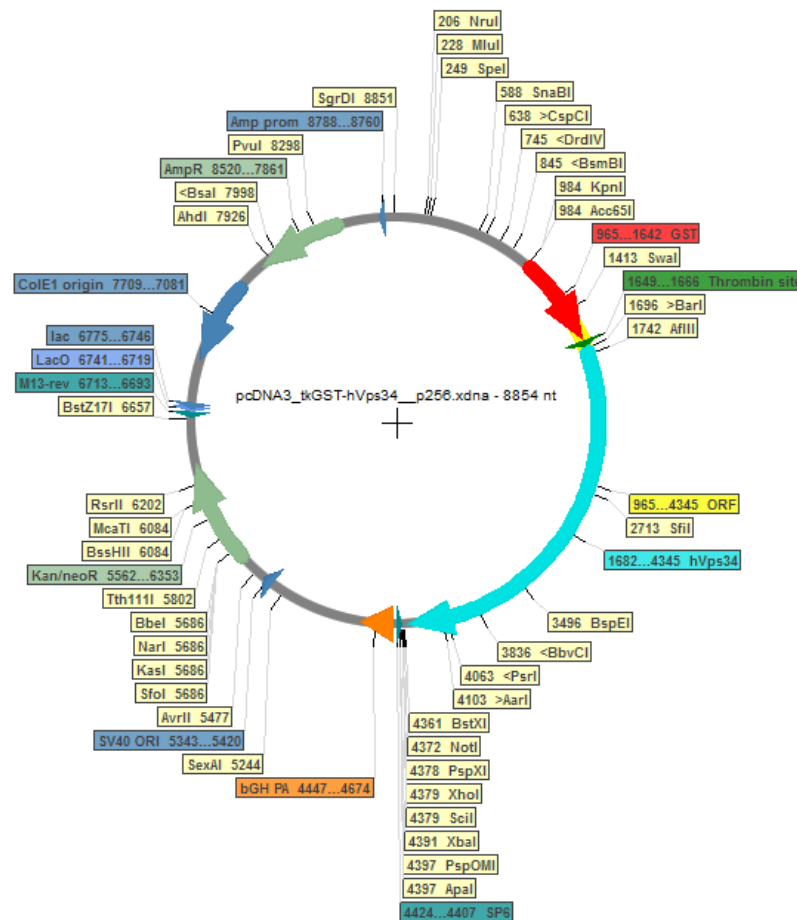 206 NruI
228 MluI
249 SpeI
SgrDI 8851
588 SnaBI
Amp prom 8788...8760
638 >CspCI
PvuI 8298
745 <DrdIV
AmpR 8520...7861
845 <BsmBI
<BsaI 7998
984 KpnI
AhdI 7926
984 Acc65I
965...1642 GST
1413 SwaI
ColE1 origin 7709...7081
1649...1666 Thrombin site
1696 >BarI
1742 AflII
lac 6775...6746
LacO 6741...6719
M13-rev 6713...6693
pcDNA3_tkGST-hVps34__p256.xdna - 8854 nt
BstZ17I 6657
RsrII 6202
965...4345 ORF
McaTI 6084
2713 SfiI
BssHII 6084
1682...4345 hVps34
Kan/neoR 5562...6353
Tth111I 5802
BbeI 5686
3496 BspEI
NarI 5686
3836 <BbvCI
KasI 5686
4063 <PsrI
SfoI 5686
4103 >AarI
AvrII 5477
4361 BstXI
SV40 ORI 5343...5420
4372 NotI
SexAI 5244
4378 PspXI
bGH PA 4447...4674
4379 XhoI
4379 SciI
4391 XbaI
4397 PspOMI
4397 ApaI
4424...4407 SP6